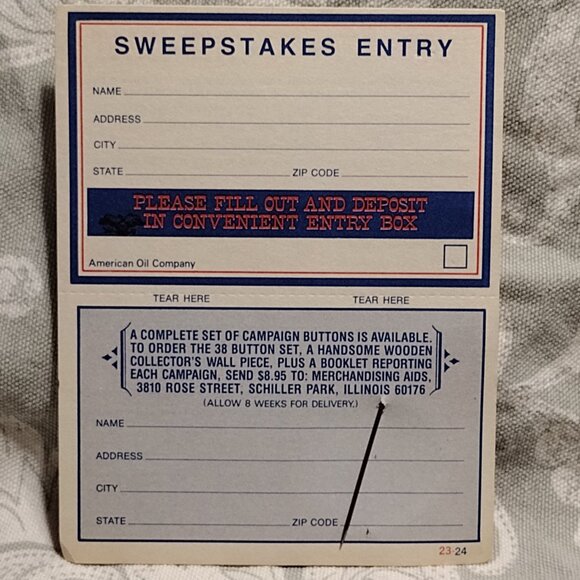 SWEEPSTAKES ENTRY
NAME
ADDRESS
CITY
STATE ZIP CODE
PLEASE FILL OUT AND DEPOSIT
IN CONVENIENT ENTRY BOX
American Oil Company
TEAR HERE TEAR HERE
A COMPLETE SET OF CAMPAIGN BUTTONS IS AVAILABLE.
TO ORDER THE 38 BUTTON SET, A HANDSOME WOODEN
COLLECTOR'S WALL PIECE, PLUS A BOOKLET REPORTING
EACH CAMPAIGN, SEND $8.95 TO: MERCHANDISING AIDS,
3810 ROSE STREET, SCHILLER PARK, ILLINOIS 60176
(ALLOW 8 WEEKS FOR DELIVERY.)
NAME
ADDRESS
CITY
STATE ZIP CODE
23-24